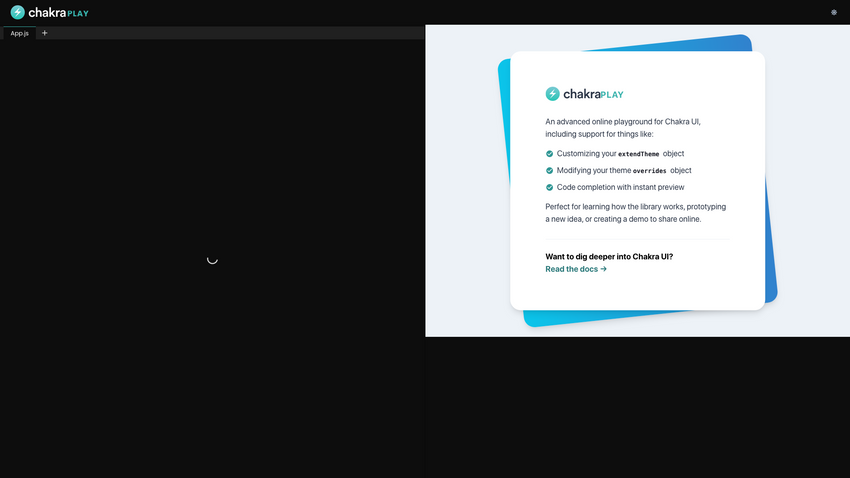 chakra PLAY
App.js +
chakra PLAY
An advanced online playground for Chakra UI,
including support for things like:
Customizing your extendTheme object
Modifying your theme overrides object
Code completion with instant preview
Perfect for learning how the library works, prototyping
a new idea, or creating a demo to share online.
Want to dig deeper into Chakra UI?
Read the docs →